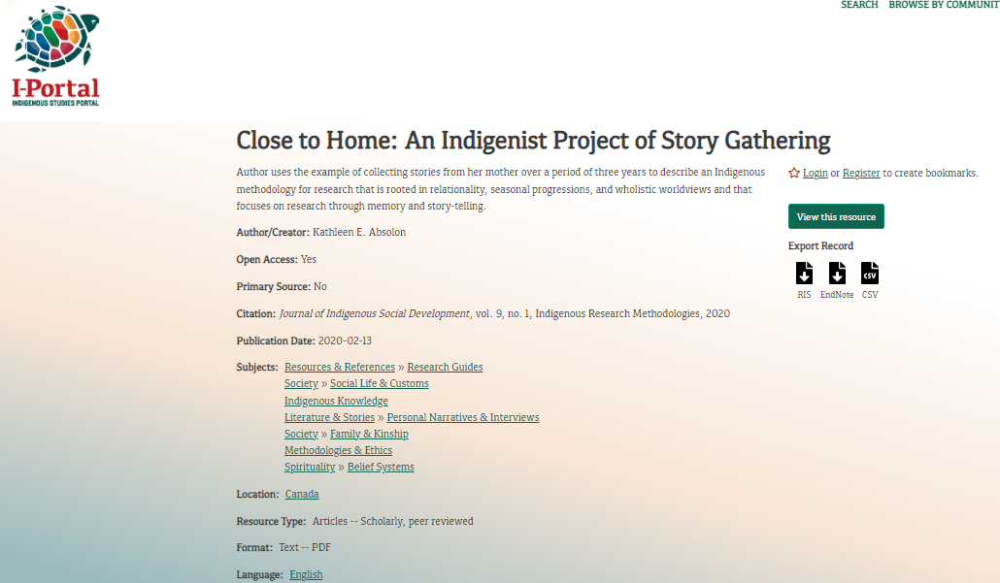 SEARCH BROWSE BY COMMUNIT
I-Portal
INDIGENOUS STUDIES PORTAL
Close to Home: An Indigenist Project of Story Gathering
Author uses the example of collecting stories from her mother over a period of three years to describe an Indigenous
methodology for research that is rooted in relationality, seasonal progressions, and wholistic worldviews and that
focuses on research through memory and story-telling.
Login or Register to create bookmarks.
View this resource
Export Record
CSV
RIS EndNote CSV
Author/Creator: Kathleen E. Absolon
Open Access: Yes
Primary Source: No
Citation: Journal of Indigenous Social Development, vol. 9, no. 1, Indigenous Research Methodologies, 2020
Publication Date: 2020-02-13
Subjects: Resources & References » Research Guides
Society » Social Life & Customs
Indigenous Knowledge
Literature & Stories » Personal Narratives & Interviews
Society » Family & Kinship
Methodologies & Ethics
Spirituality » Belief Systems
Location: Canada
Resource Type: Articles -- Scholarly, peer reviewed
Format: Text -- PDF
Language: English